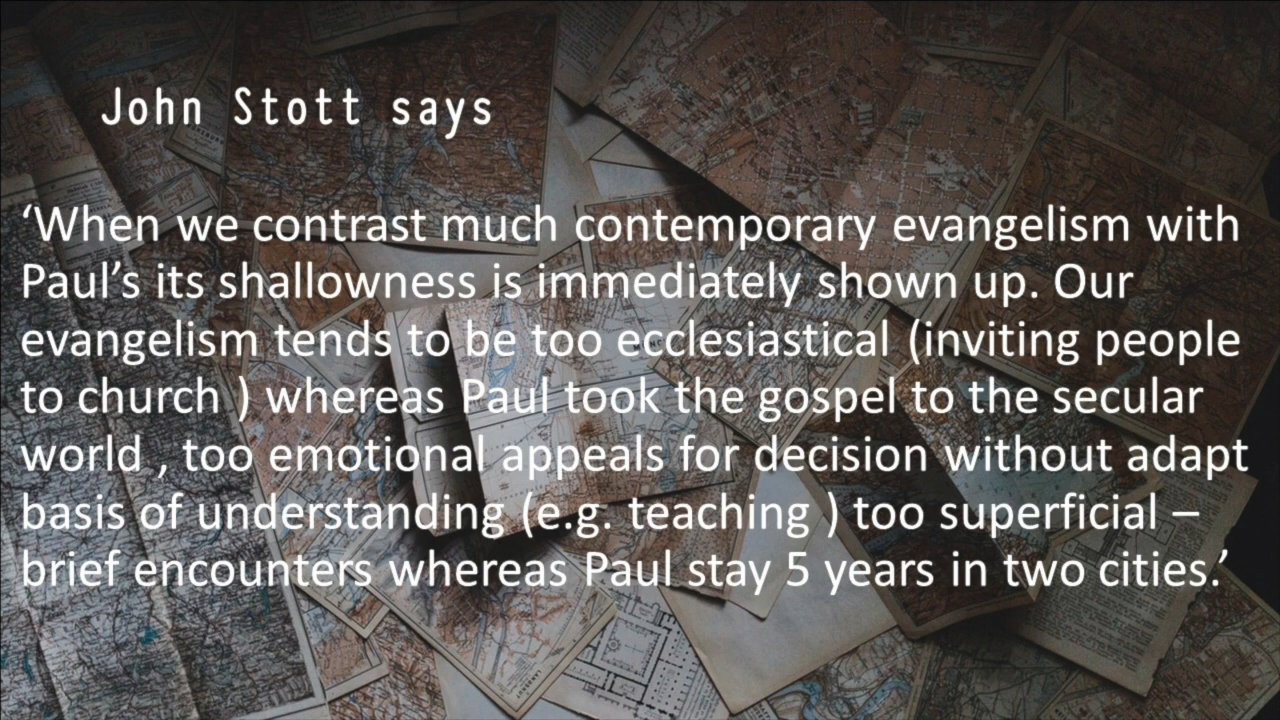 John Stott says
‘When we contrast much contemporary evangelism with
Paul’s its shallowness is immediately shown up. Our
evangelism tends to be too ecclesiastical (inviting people
to church ) whereas Paul took the gospel to the secular
world , too emotional appeals for decision without adapt
basis of understanding (e.g. teaching ) too superficial –
brief encounters whereas Paul stay 5 years in two cities.’